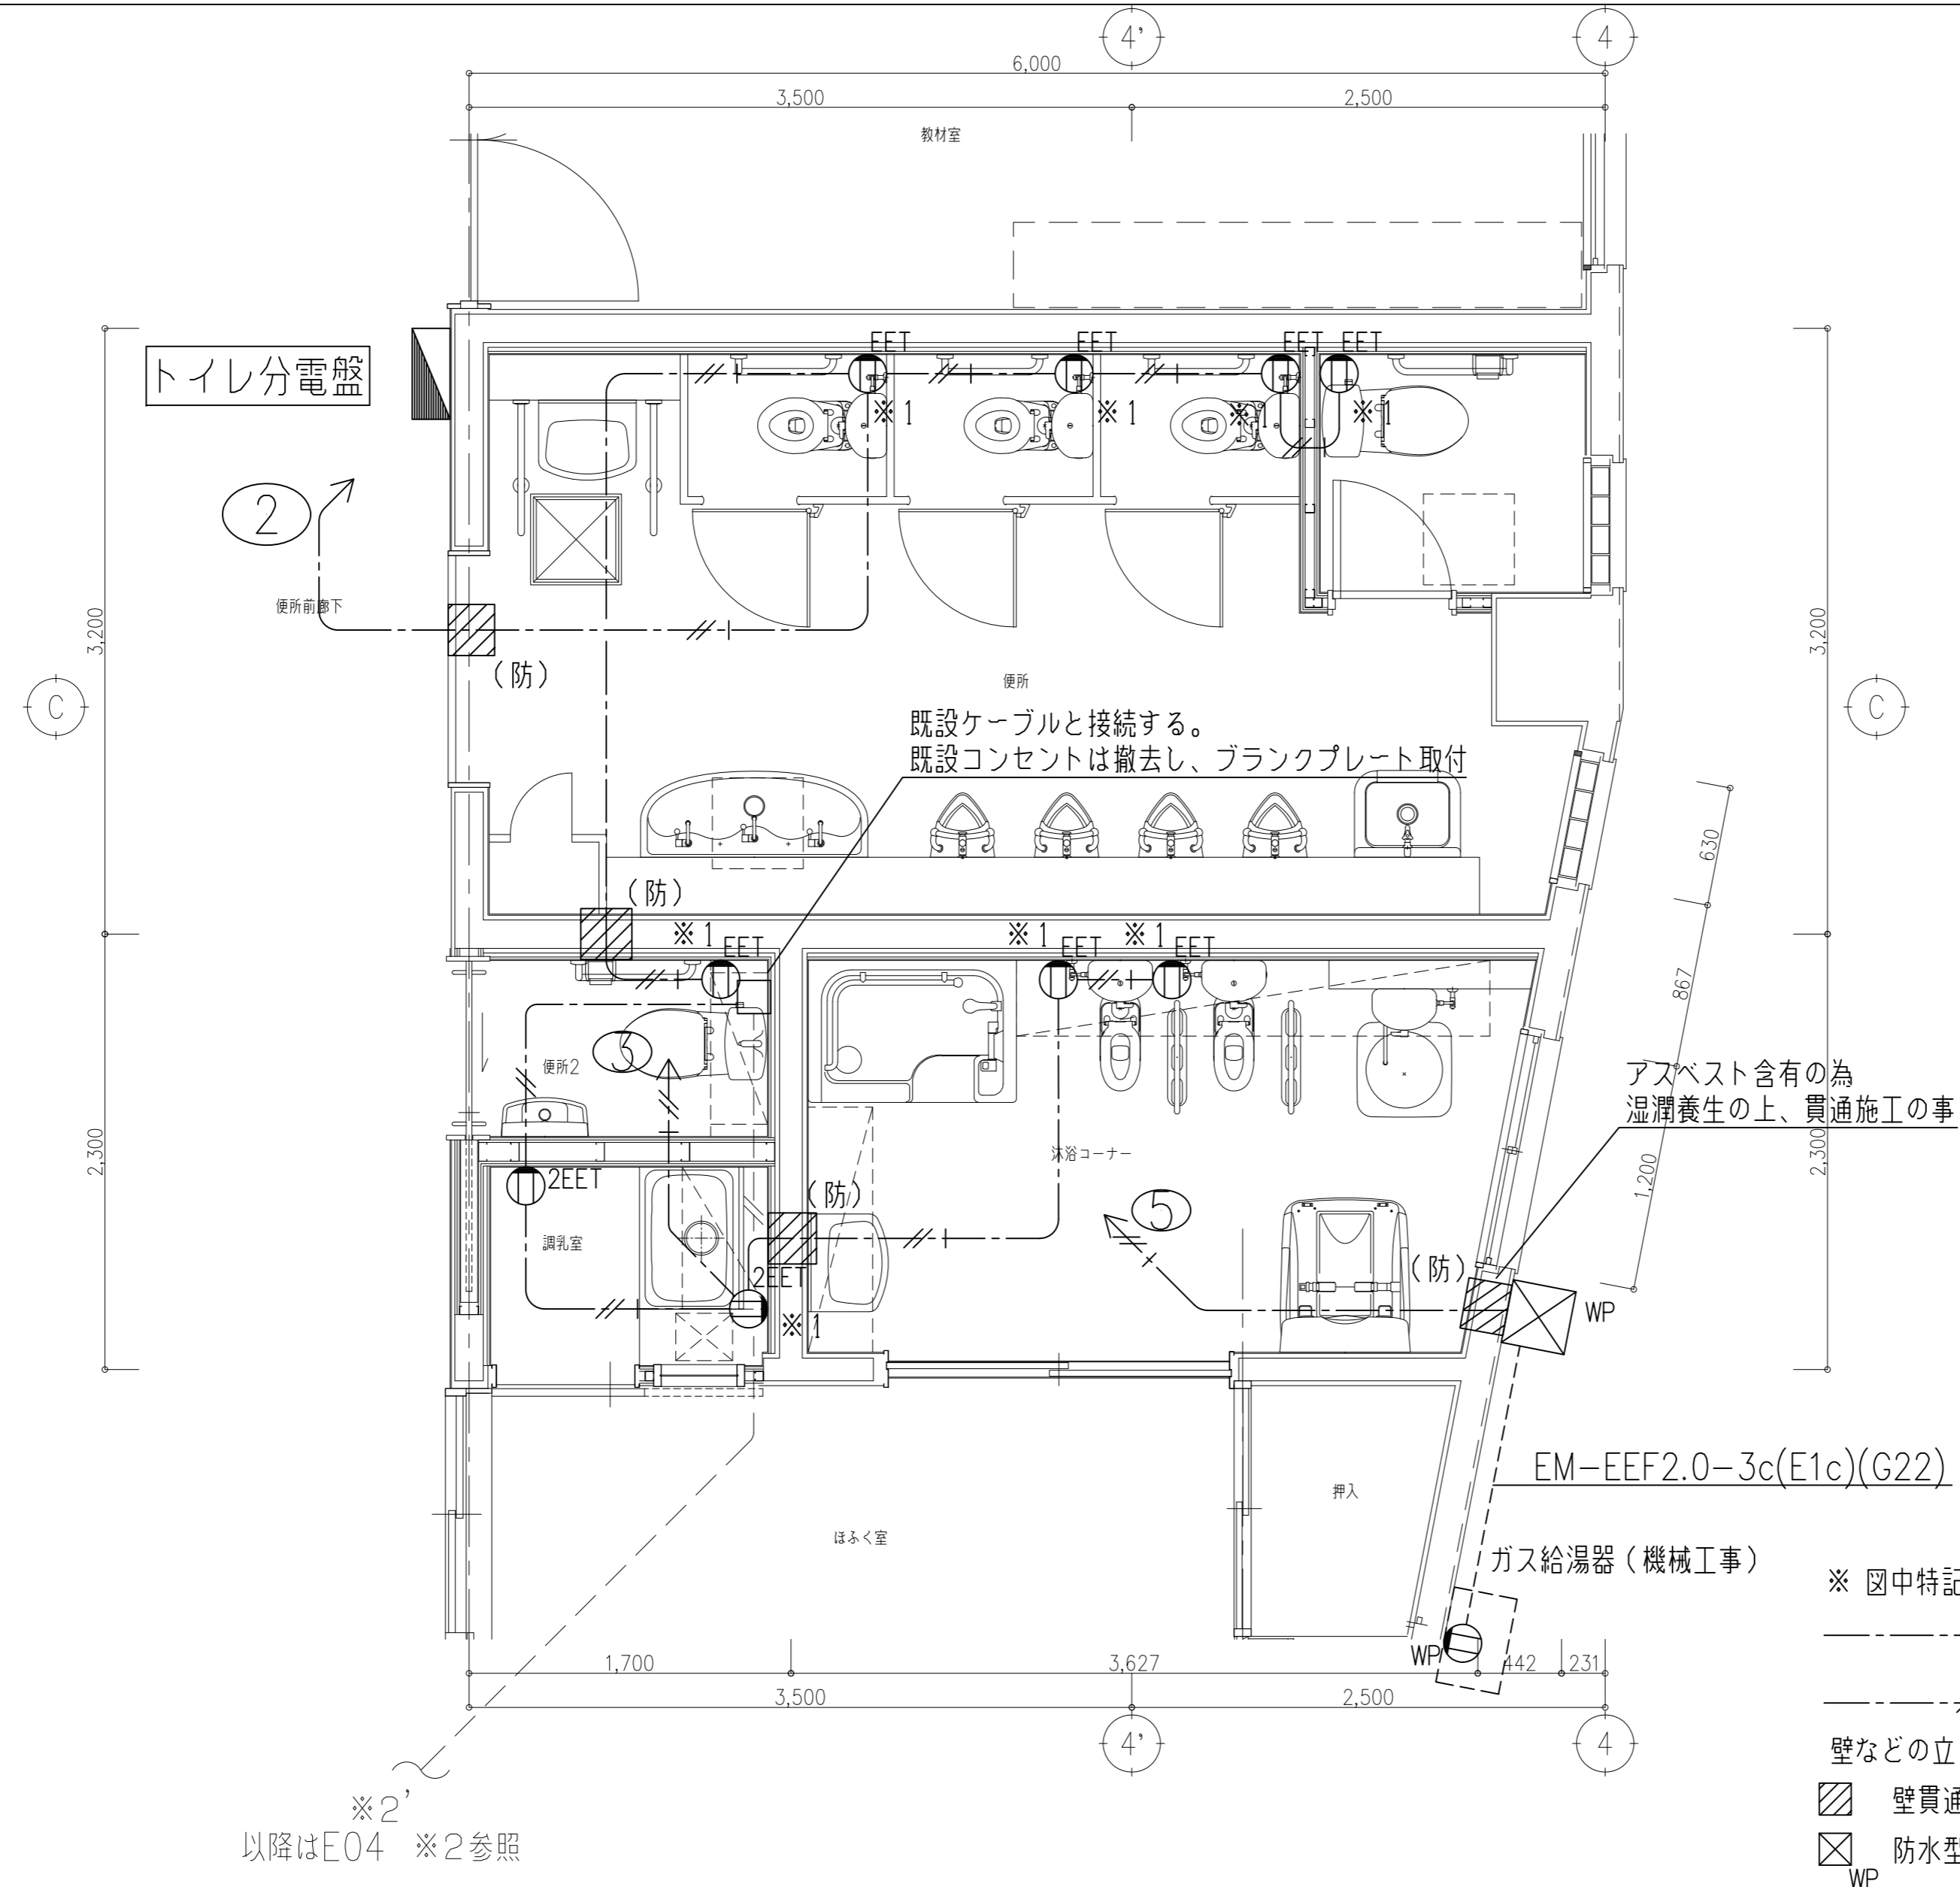 4' 4
6,000
3,500 2,500
教材室
EET EET EET EET
トイレ分電盤
※1 ※1 ※1 ※1
2
便所前廊下
3,200 3,200
(防)
便所
C C
既設ケーブルと接続する。
既設コンセントは撤去し、ブランクプレート取付
630
(防)
※1 EET ※1 EET ※1 EET
867
3
便所2
アスベスト含有の為
湿潤養生の上、貫通施工の事
2,300 2,300
沐浴コーナー
1,200
2EET
(防)
5
調乳室
2EET
(防)
WP
※1
EM-EEF2.0-3c(E1c)(G22)
押入
ほふく室
ガス給湯器(機械工事)
※ 図中特記
WP
1,700 3,627 442 231
3,500 2,500
4' 4
壁などの立
※2'
壁貫通
以降はE04 ※2参照
防水型
WP